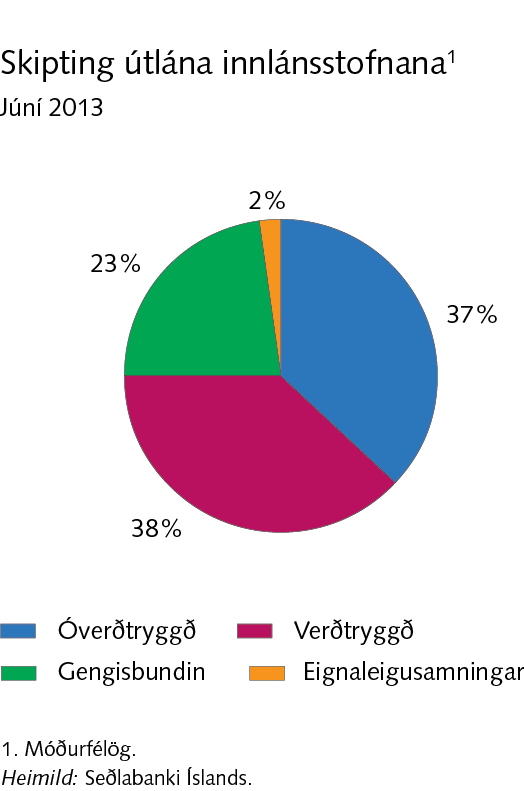 Skipting útlána innlánsstofnana¹
Júní 2013
2%
23%
37%
38%
Óverðtryggð
Verðtryggð
Gengisbundin
Eignaleigusamningar
1. Móðurfélög.
Heimild: Seðlabanki Íslands.